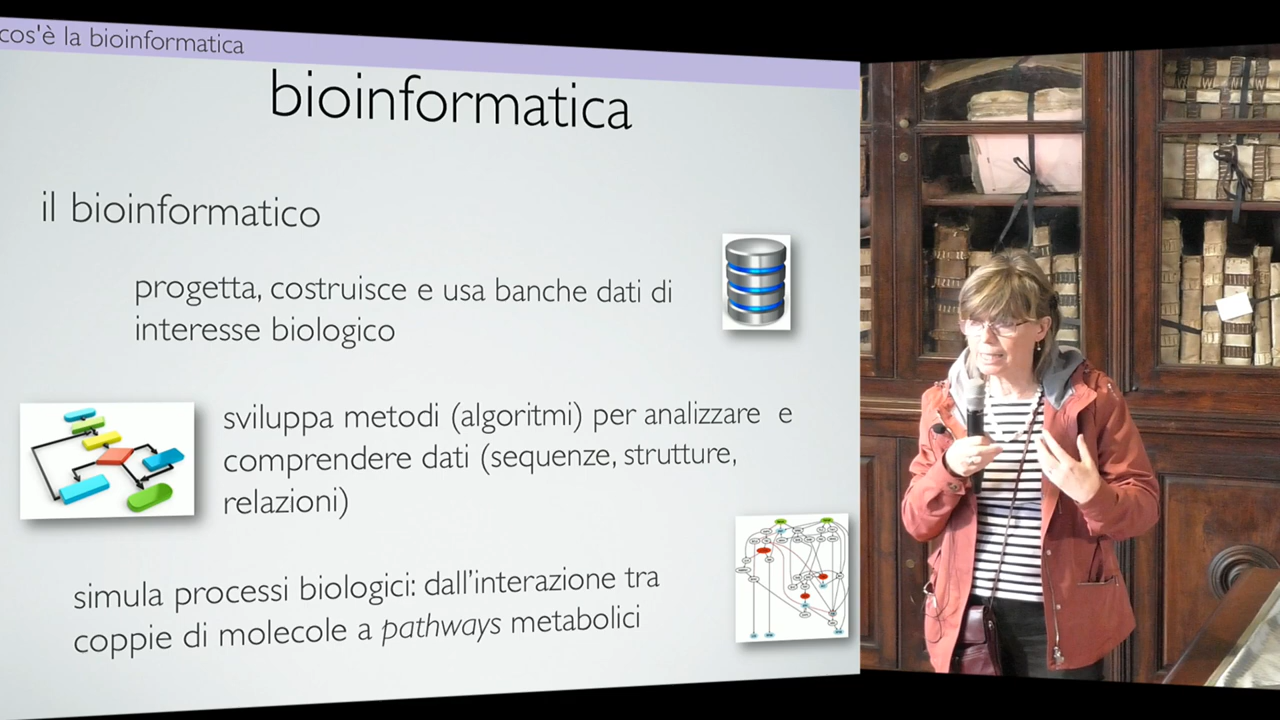 cos'è la bioinformatica
bioinformatica
il bioinformatico
progetta, costruisce e usa banche dati di
interesse biologico
sviluppa metodi (algoritmi) per analizzare e
comprendere dati (sequenze, strutture,
relazioni)
simula processi biologici: dall'interazione tra
coppie di molecole a pathways metabolici